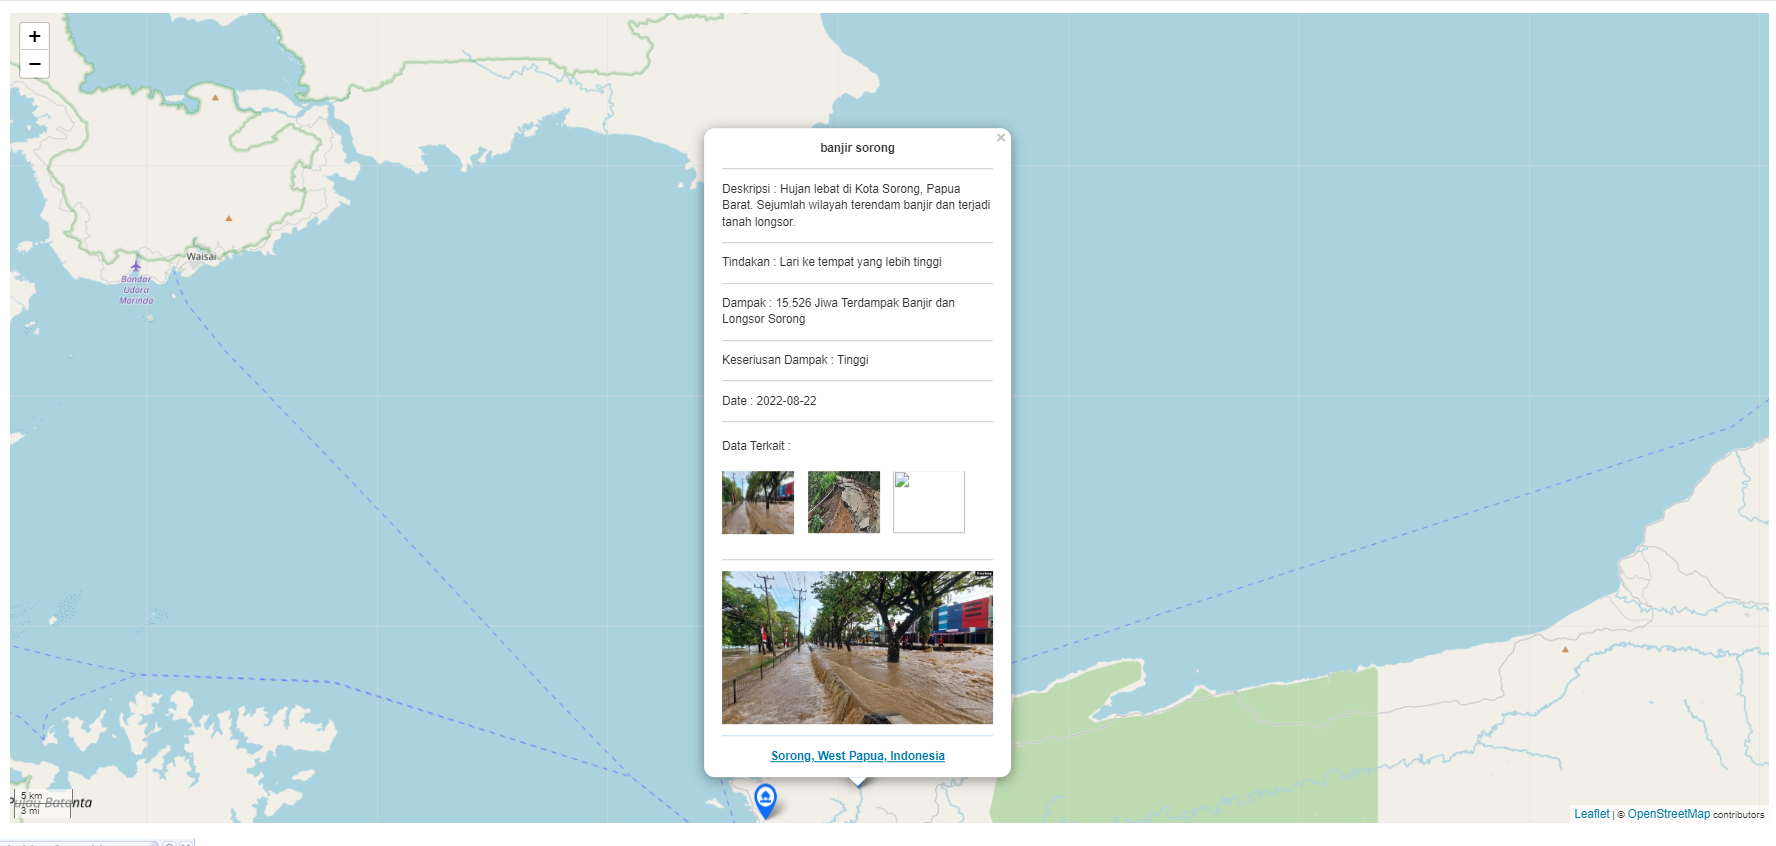 +
−
banjir sorong
×
Deskripsi : Hujan lebat di Kota Sorong, Papua
Barat. Sejumlah wilayah terendam banjir dan terjadi
tanah longsor.
Tindakan : Lari ke tempat yang lebih tinggi
Dampak : 15.526 Jiwa Terdampak Banjir dan
Longsor Sorong
Keseriusan Dampak : Tinggi
Date : 2022-08-22
Data Terkait :
Sorong, West Papua, Indonesia
Waisai
Bandar
Udara
Marinda
Pulau Batanta
5 km
3 mi
Leaflet | © OpenStreetMap contributors